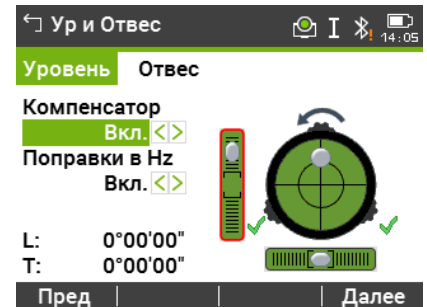 Ур и Отвес I 14:05
Уровень Отвес
Компенсатор
Вкл.
Поправки в Hz
Вкл.
L: 0°00'00"
T: 0°00'00"
Пред Далее